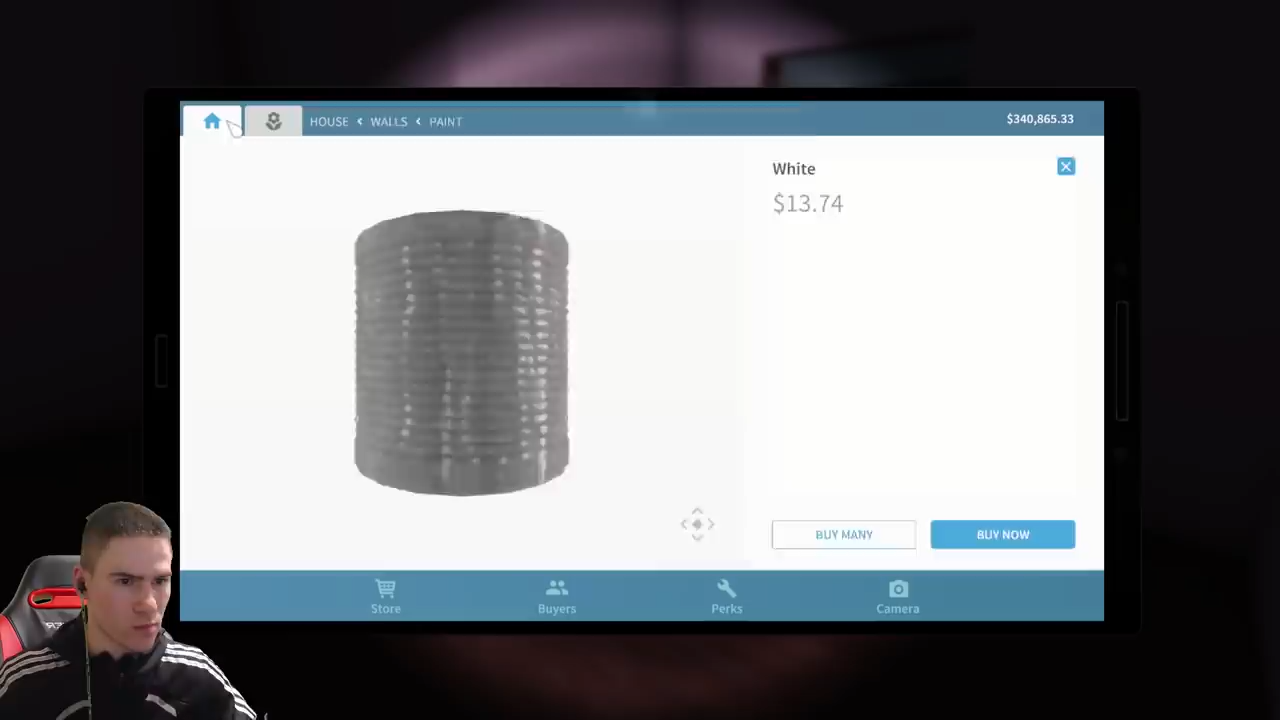 HOUSE < WALLS < PAINT
$340,865.33
White
$13.74
BUY MANY
BUY NOW
Store
Buyers
Perks
Camera